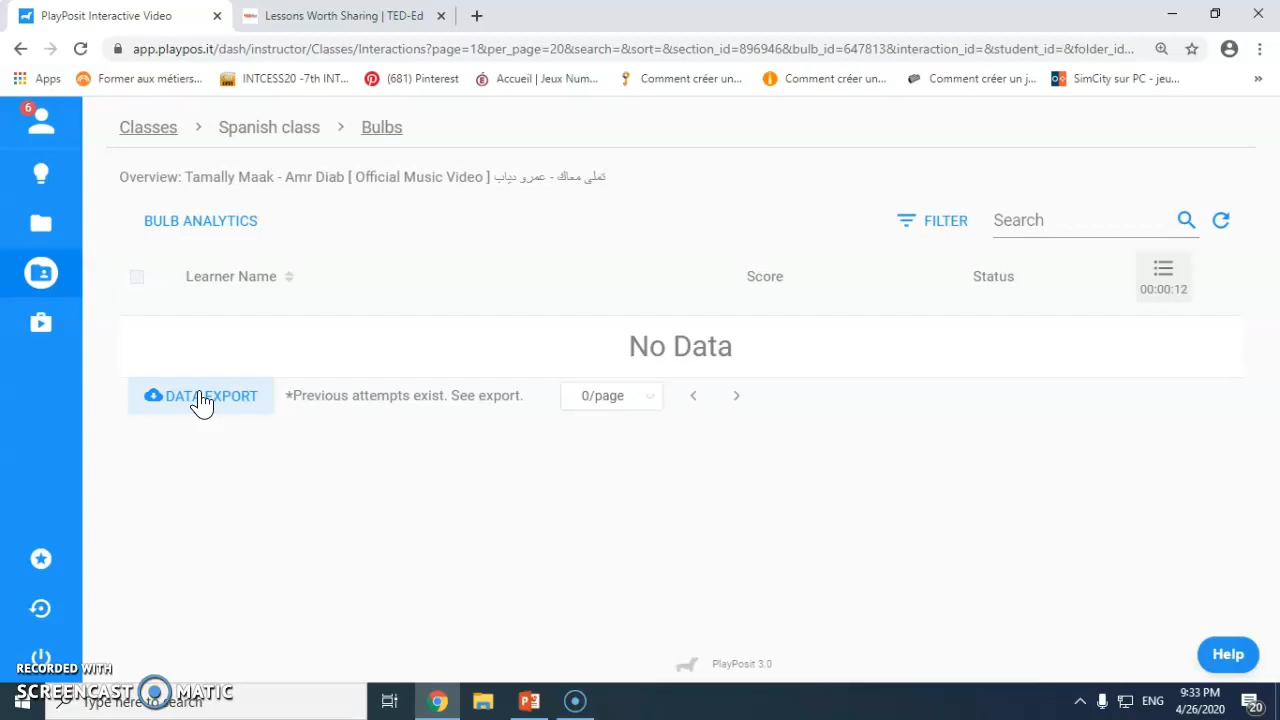 PlayPosit Interactive Video
Lessons Worth Sharing | TED-Ed
app.playpos.it/dash/instructor/Classes/Interactions?page=1&per_page=20&search=&sort=&section_id=896946&bulb_id=647813&interaction_id=&student_id=&folder_id...
Apps
Former aux métiers...
INTCESS20 -7th INT...
(681) Pinterest
Accueil | Jeux Num...
Comment créer un...
Comment créer un...
Comment créer un j...
SimCity sur PC - jeu...
»
6
Classes > Spanish class > Bulbs
Overview: Tamally Maak - Amr Diab [ Official Music Video ] تملى معاك - عمرو دياب
BULB ANALYTICS
FILTER
Search
Learner Name
Score
Status
00:00:12
No Data
DATA EXPORT
*Previous attempts exist. See export.
0/page
PlayPosit 3.0
Help
RECORDED WITH
SCREENCAST MATIC
Type here to search
ENG
9:33 PM
4/26/2020
20